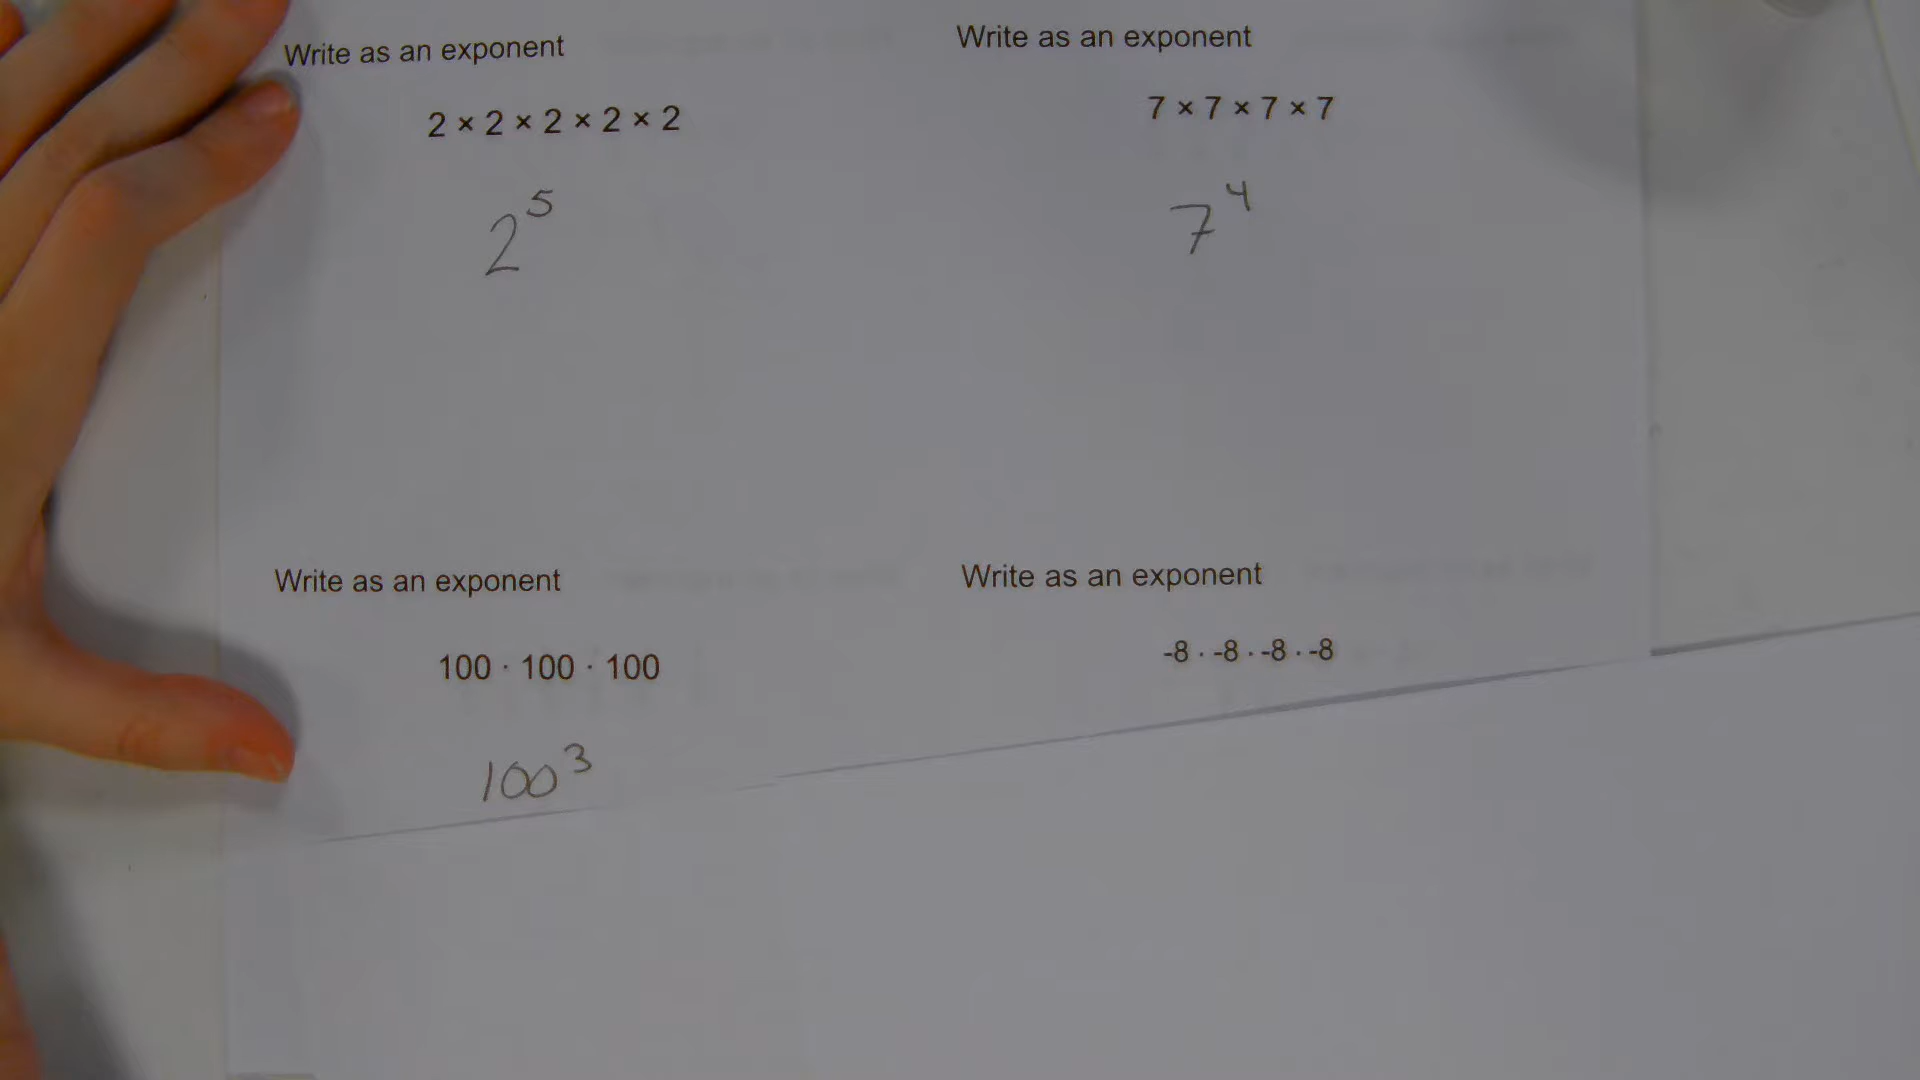 Write as an exponent
2 × 2 × 2 × 2 × 2
2⁵
Write as an exponent
7 × 7 × 7 × 7
7⁴
Write as an exponent
100 · 100 · 100
100³
Write as an exponent
-8 · -8 · -8 · -8